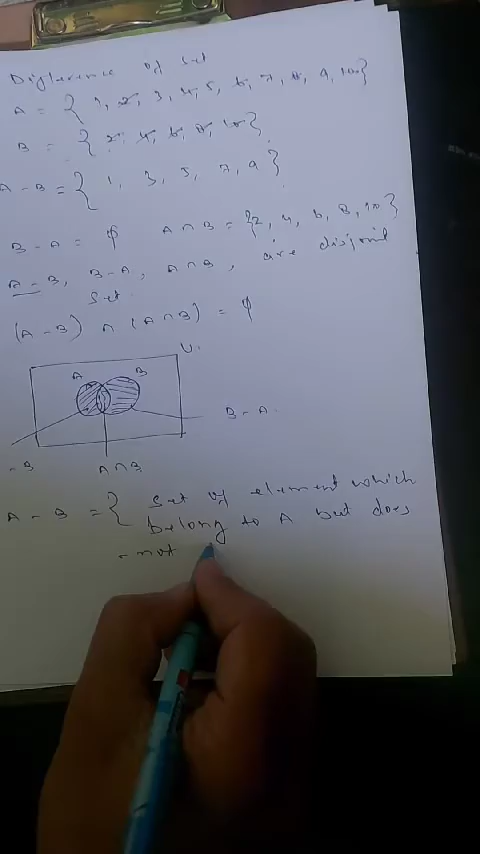 Difference of set
A = { 1, 2, 3, 4, 5, 6, 7, 8, 9, 10 }
B = { 2, 4, 6, 8, 10 }.
A - B = { 1, 3, 5, 7, 9 }.
B - A = φ A ∩ B = {2, 4, 6, 8, 10}
A - B, B - A, A ∩ B, are disjoint
set.
(A - B) ∩ (A ∩ B) = φ
U.
A B
B - A.
- B A ∩ B
A - B = { set of element which
belong to A but does
- not